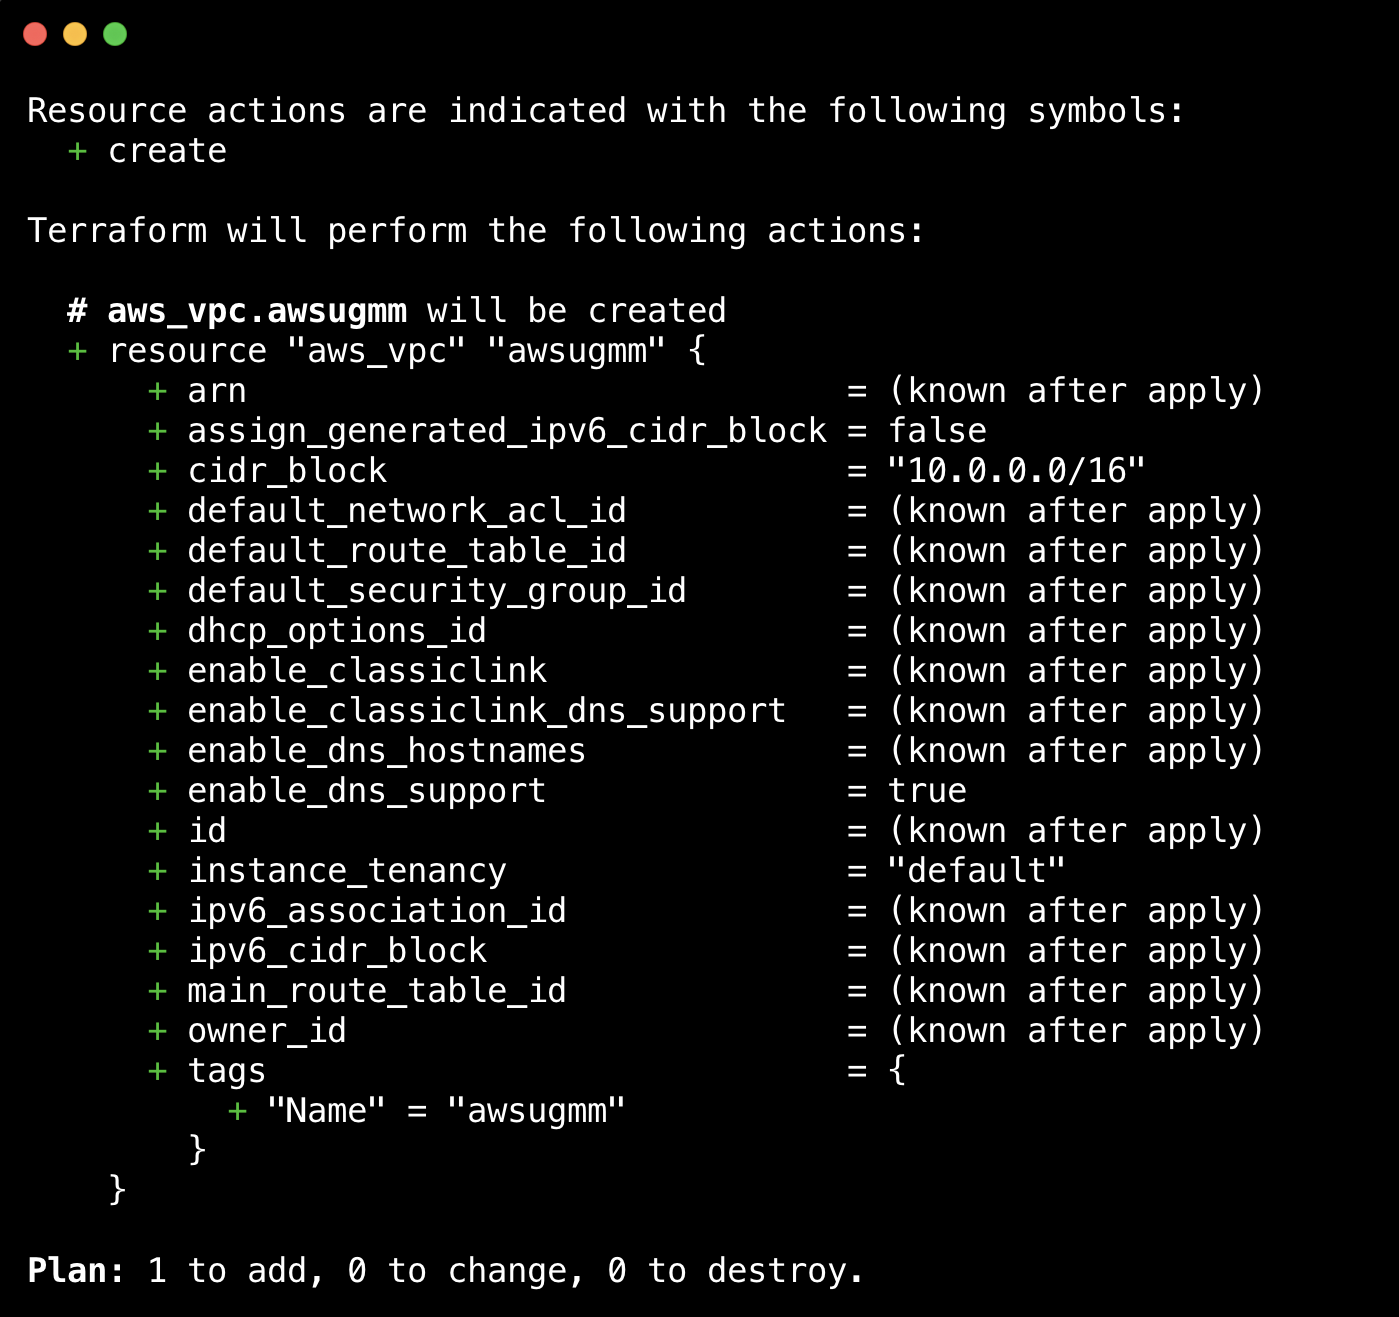 Resource actions are indicated with the following symbols:
  + create

Terraform will perform the following actions:

  # aws_vpc.awsugmm will be created
  + resource "aws_vpc" "awsugmm" {
      + arn                              = (known after apply)
      + assign_generated_ipv6_cidr_block = false
      + cidr_block                       = "10.0.0.0/16"
      + default_network_acl_id           = (known after apply)
      + default_route_table_id           = (known after apply)
      + default_security_group_id        = (known after apply)
      + dhcp_options_id                  = (known after apply)
      + enable_classiclink               = (known after apply)
      + enable_classiclink_dns_support   = (known after apply)
      + enable_dns_hostnames             = (known after apply)
      + enable_dns_support               = true
      + id                               = (known after apply)
      + instance_tenancy                 = "default"
      + ipv6_association_id              = (known after apply)
      + ipv6_cidr_block                  = (known after apply)
      + main_route_table_id              = (known after apply)
      + owner_id                         = (known after apply)
      + tags                             = {
          + "Name" = "awsugmm"
        }
    }

Plan: 1 to add, 0 to change, 0 to destroy.